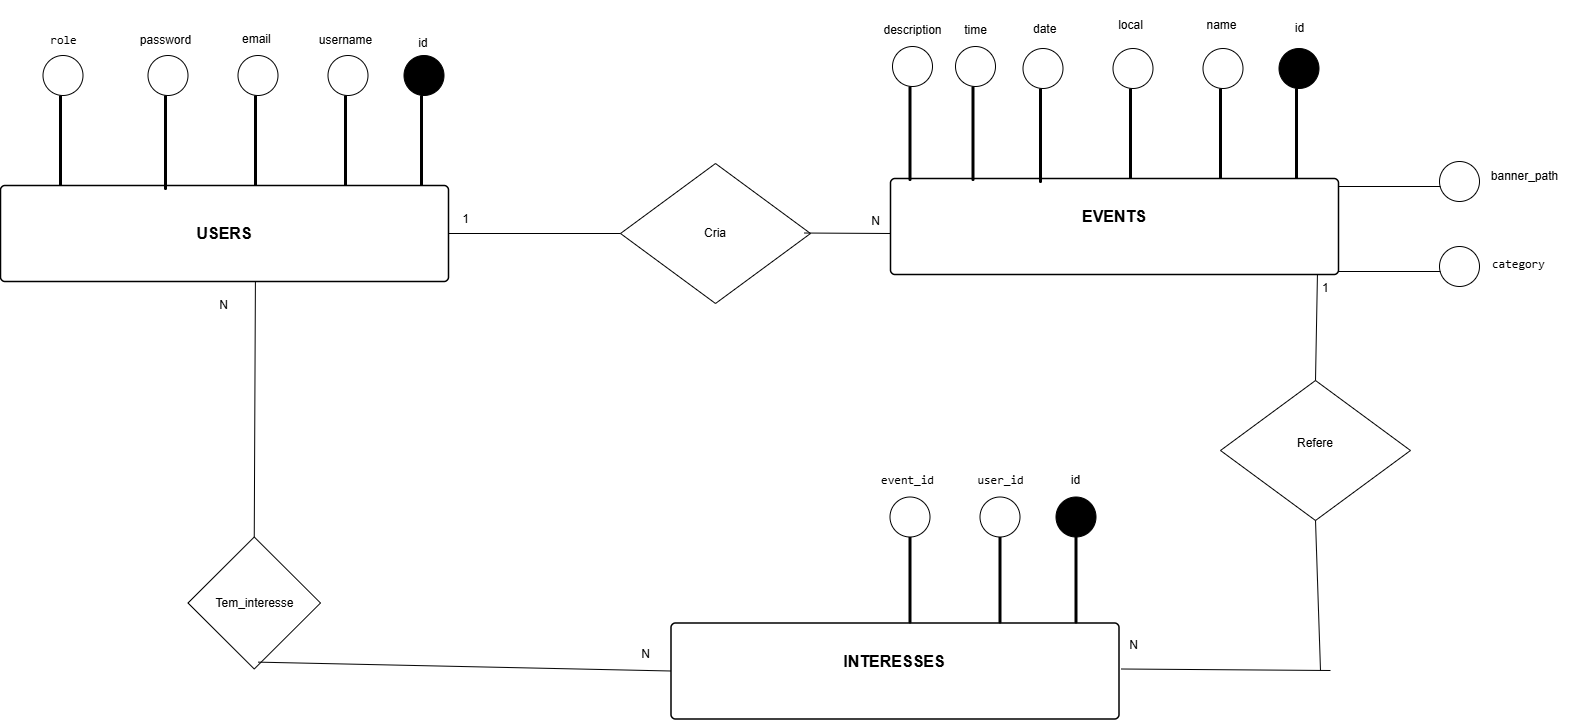 role
password
email
username
id
description
time
date
local
name
id
banner_path
category
USERS
1
Cria
N
EVENTS
N
1
Refere
event_id
user_id
id
Tem_interesse
N
INTERESSES
N